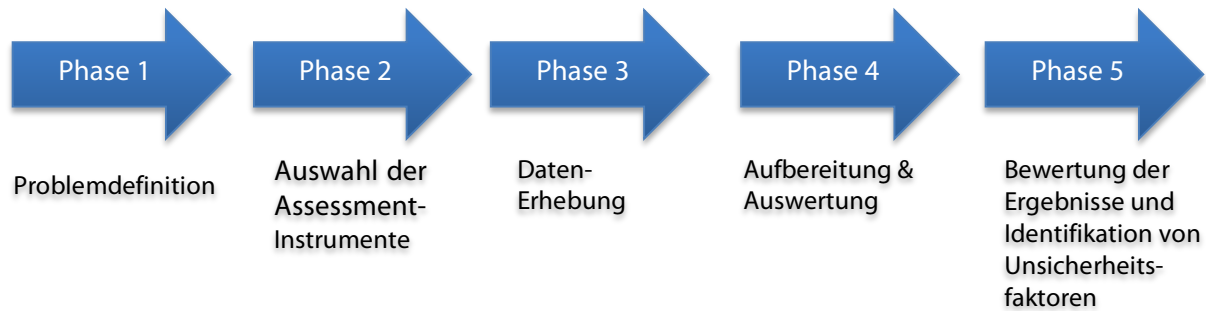 Phase 1
Problemdefinition
Phase 2
Auswahl der
Assessment-
Instrumente
Phase 3
Daten-
Erhebung
Phase 4
Aufbereitung &
Auswertung
Phase 5
Bewertung der
Ergebnisse und
Identifikation von
Unsicherheits-
faktoren